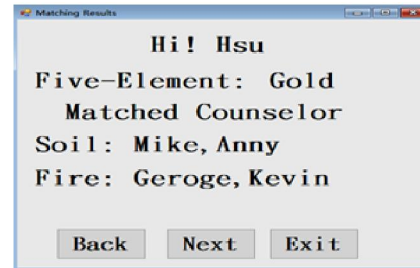 Matching Results
Hi! Hsu
Five-Element: Gold
Matched Counselor
Soil: Mike,Anny
Fire: Geroge,Kevin
Back Next Exit